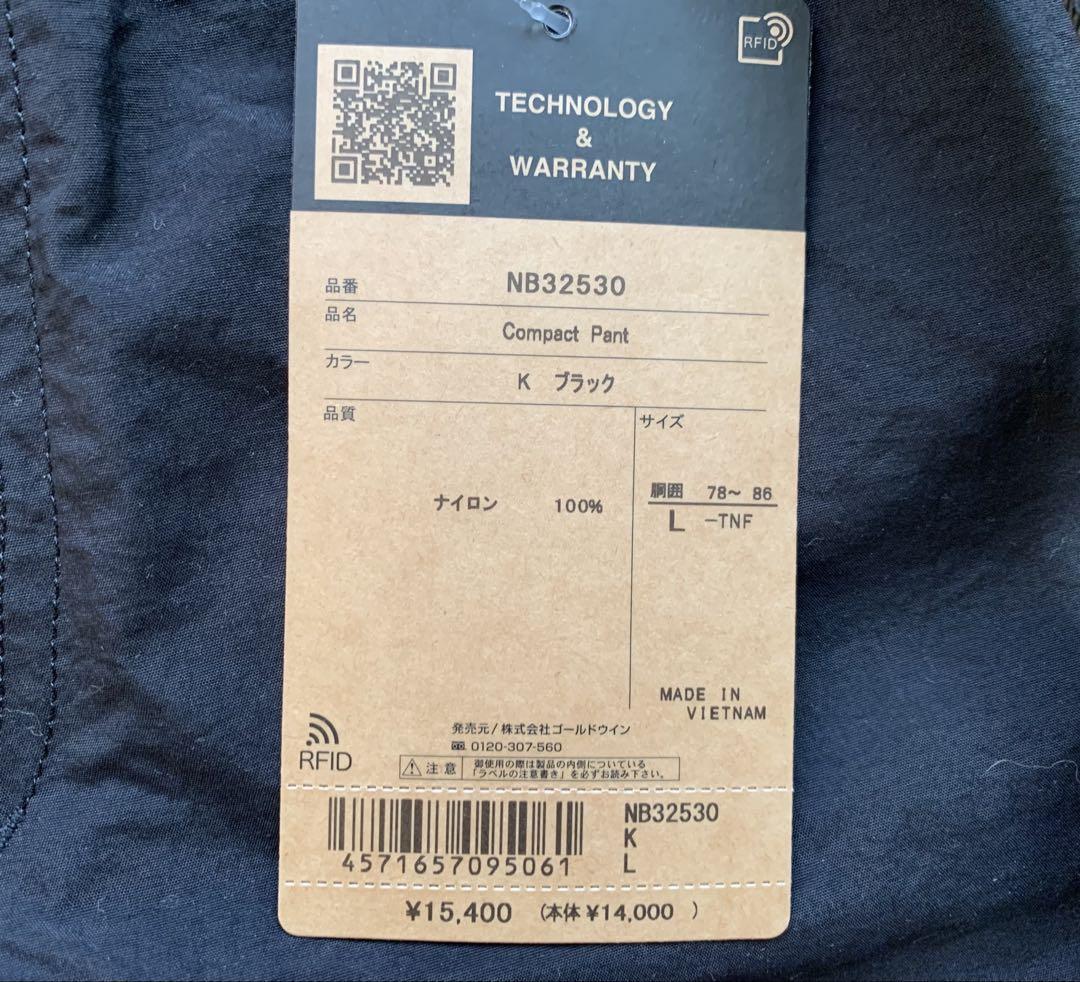 RFID
TECHNOLOGY
&
WARRANTY
品番 NB32530
品名 Compact Pant
カラー K ブラック
品質 サイズ
ナイロン 100%
胴囲 78〜 86
L -TNF
MADE IN
VIETNAM
RFID
発売元/株式会社ゴールドウイン
0120-307-560
注意
御使用の際は製品の内側についている
「ラベルの注意書き」を必ずお読み下さい。
4571657095061
NB32530
K
L
¥15,400 (本体¥14,000 )